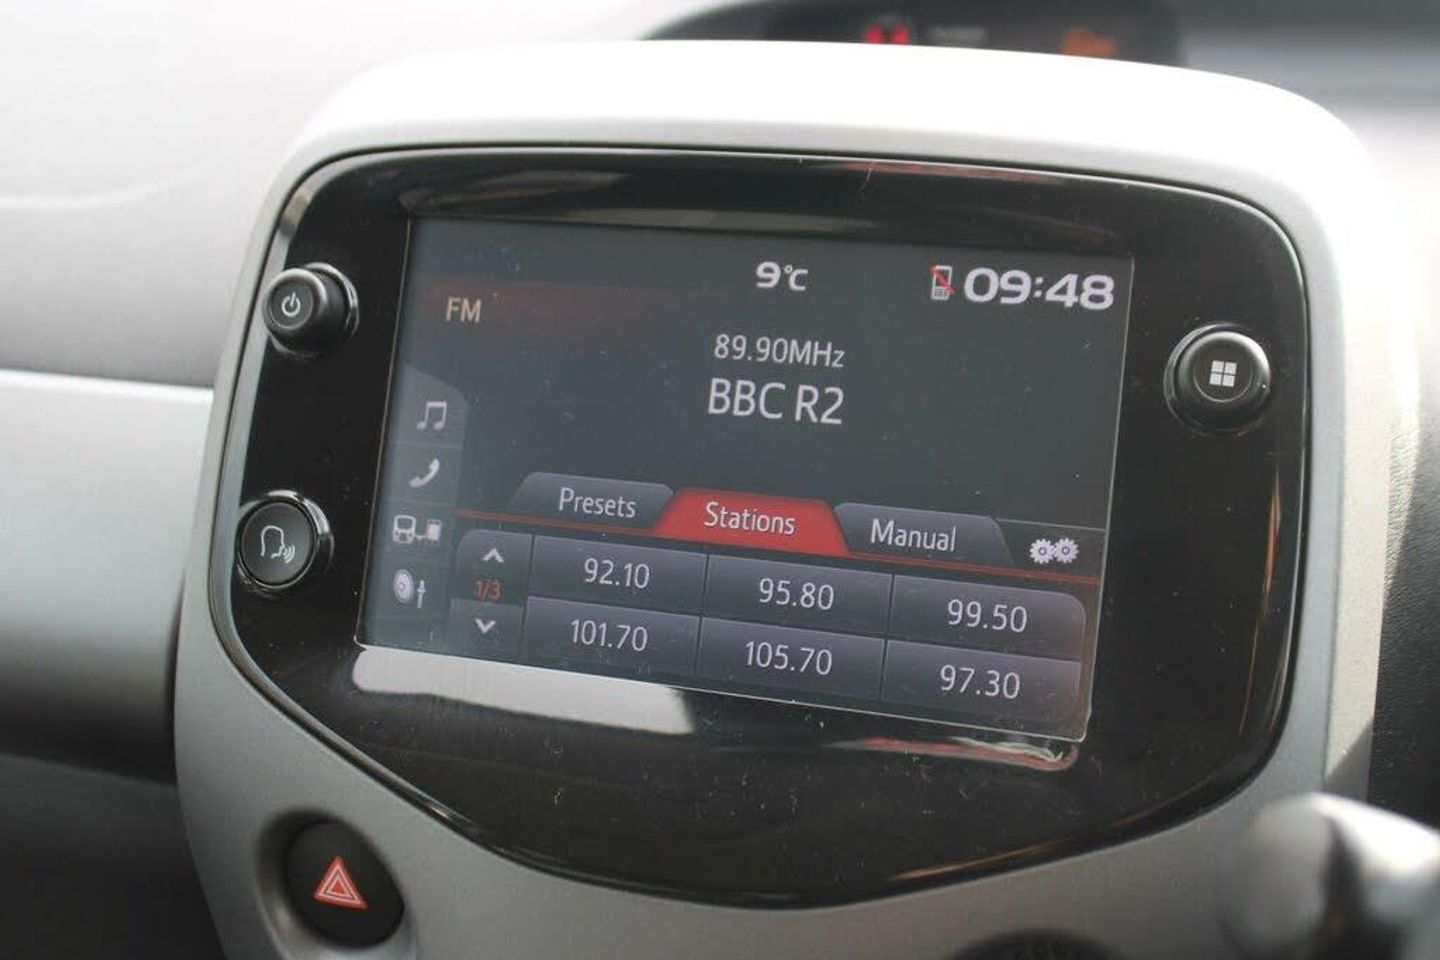 9°C
09:48
FM
89.90MHz
BBC R2
Presets Stations Manual
1/3
92.10 95.80 99.50
101.70 105.70 97.30